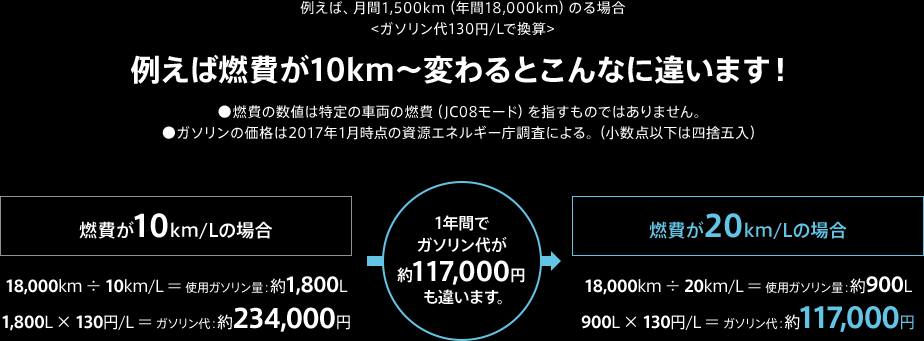 例えば、月間1,500km（年間18,000km）のる場合
<ガソリン代130円/Lで換算>
例えば燃費が10km〜変わるとこんなに違います！
●燃費の数値は特定の車両の燃費（JC08モード）を指すものではありません。
●ガソリンの価格は2017年1月時点の資源エネルギー庁調査による。（小数点以下は四捨五入）
燃費が10km/Lの場合
18,000km ÷ 10km/L = 使用ガソリン量：約1,800L
1,800L × 130円/L = ガソリン代：約234,000円
1年間で
ガソリン代が
約117,000円
も違います。
燃費が20km/Lの場合
18,000km ÷ 20km/L = 使用ガソリン量：約900L
900L × 130円/L = ガソリン代：約117,000円